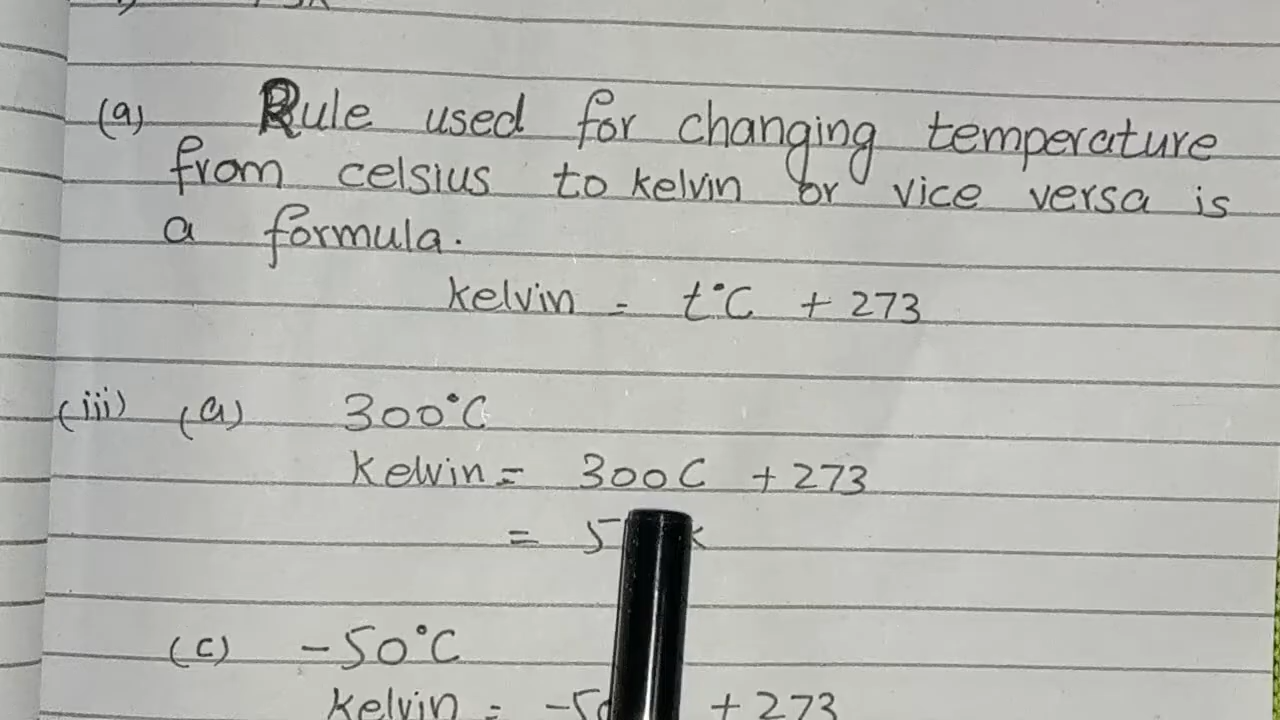 (a) Rule used for changing temperature
from celsius to kelvin or vice versa is
a formula.
kelvin = t°C + 273
(iii) (a) 300°C
Kelvin = 300C + 273
= 5
(c) -50°C
kelvin = + 273